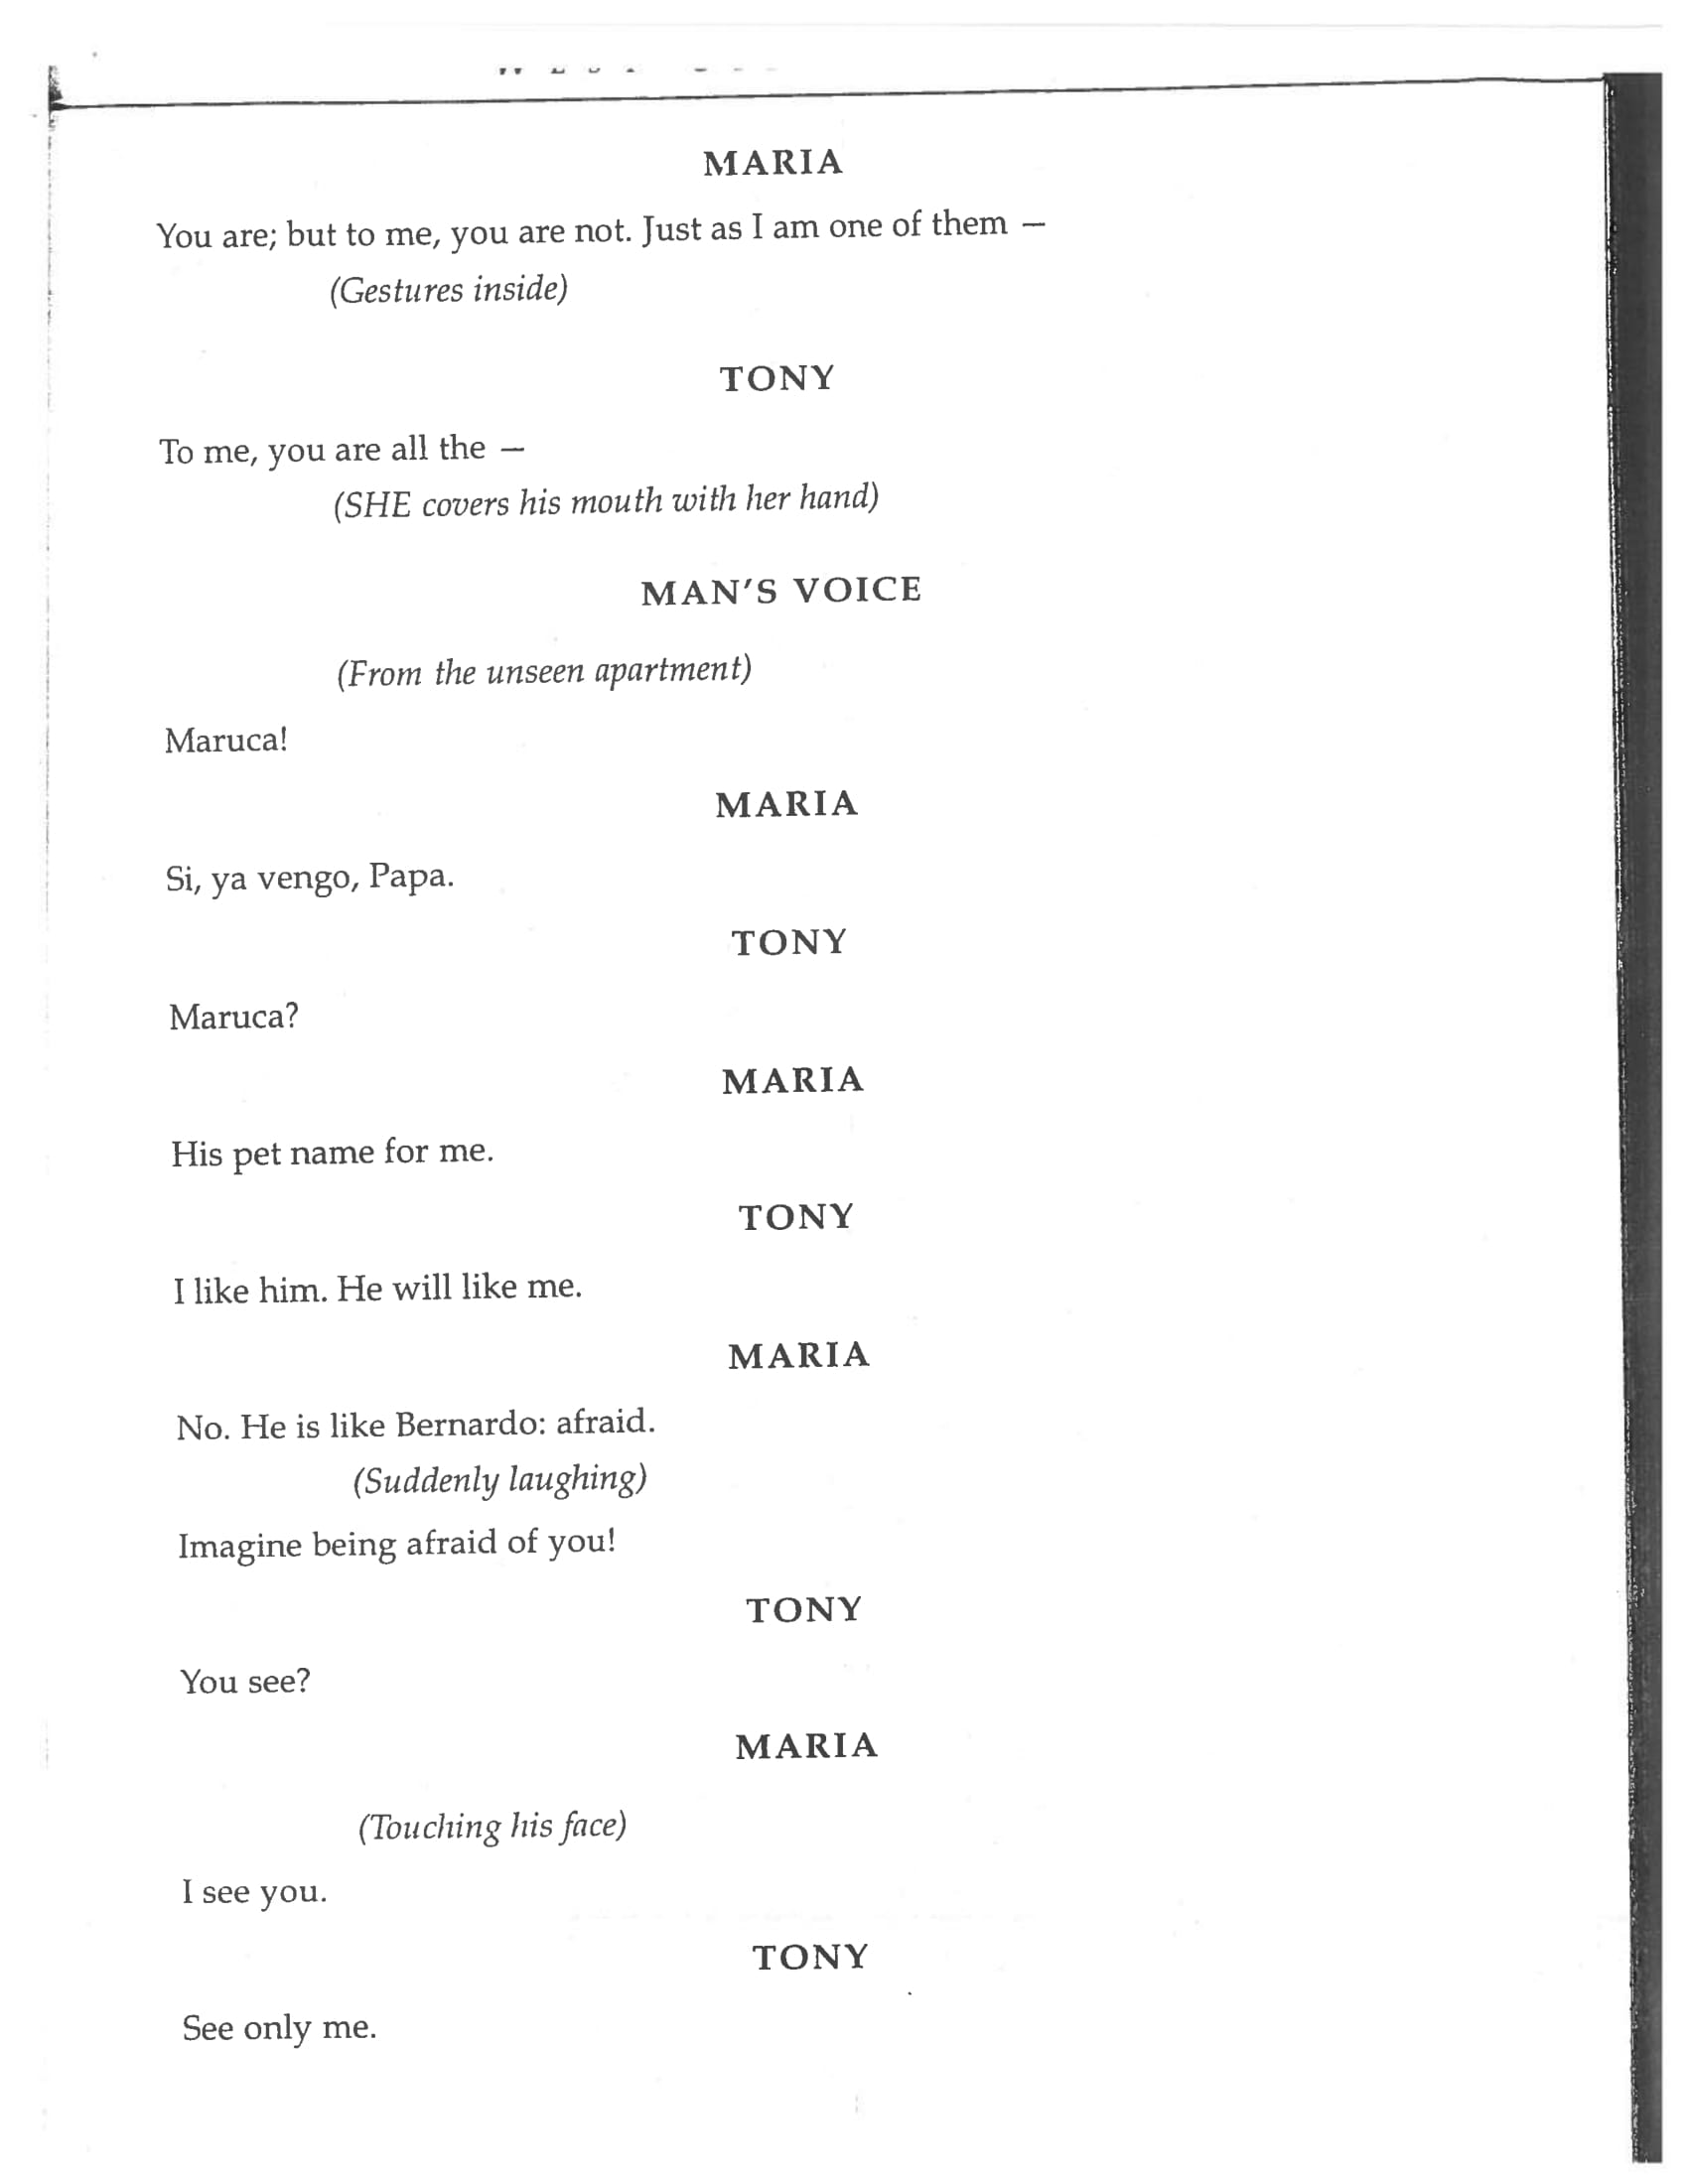 MARIA
You are; but to me, you are not. Just as I am one of them —
(Gestures inside)
TONY
To me, you are all the —
(SHE covers his mouth with her hand)
MAN'S VOICE
(From the unseen apartment)
Maruca!
MARIA
Si, ya vengo, Papa.
TONY
Maruca?
MARIA
His pet name for me.
TONY
I like him. He will like me.
MARIA
No. He is like Bernardo: afraid.
(Suddenly laughing)
Imagine being afraid of you!
TONY
You see?
MARIA
(Touching his face)
I see you.
TONY
See only me.